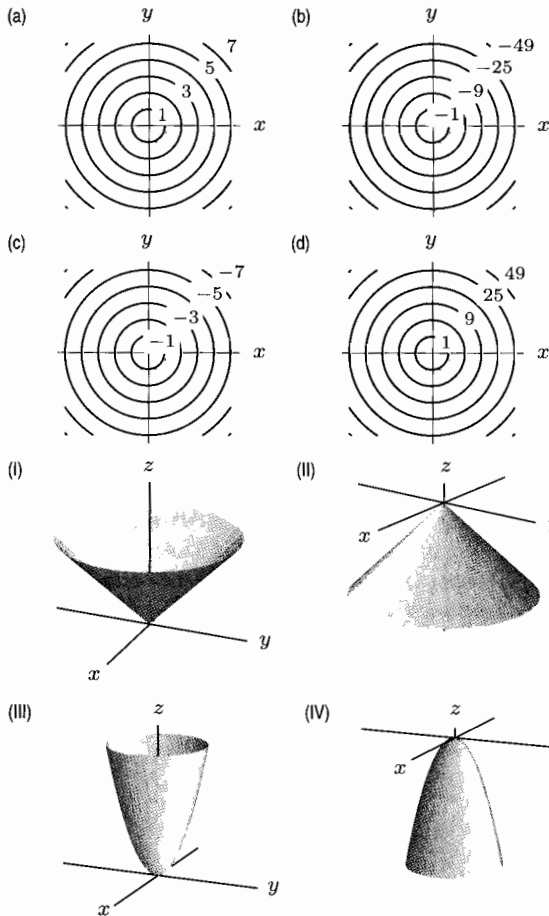 (a) y (b) y
7 -49
5 -25
3 -9
1 -1
x x
(c) y (d) y
-7 49
-5 25
-3 9
-1 1
x x
(I) z (II) z
x
y
x
(III) z (IV) z
x
x y